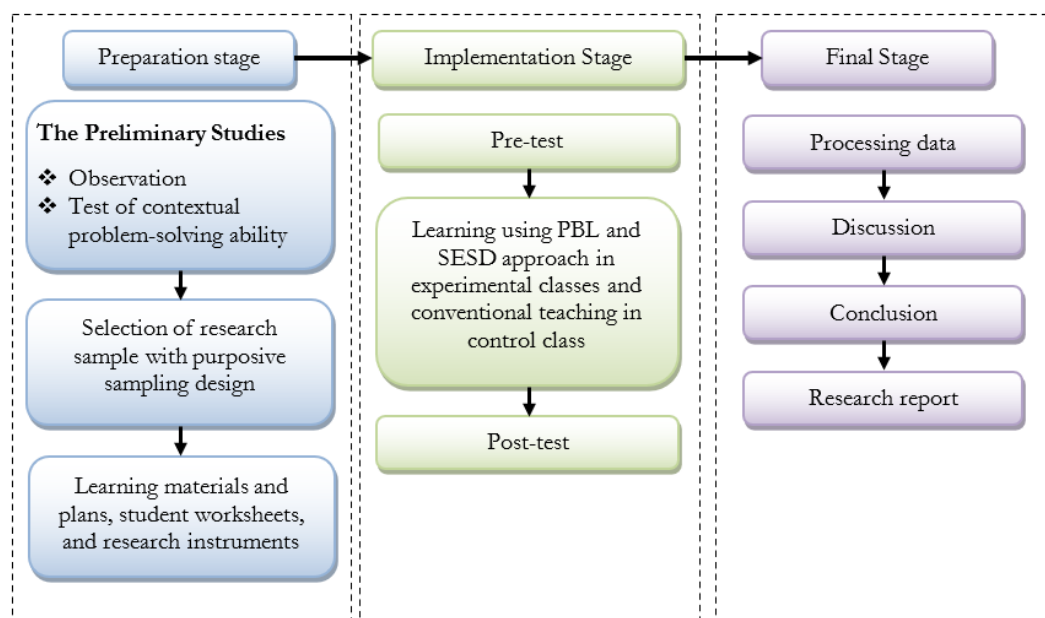 Preparation stage
The Preliminary Studies
❖ Observation
❖ Test of contextual
problem-solving ability
Selection of research
sample with purposive
sampling design
Learning materials and
plans, student worksheets,
and research instruments
Implementation Stage
Pre-test
Learning using PBL and
SESD approach in
experimental classes and
conventional teaching in
control class
Post-test
Final Stage
Processing data
Discussion
Conclusion
Research report